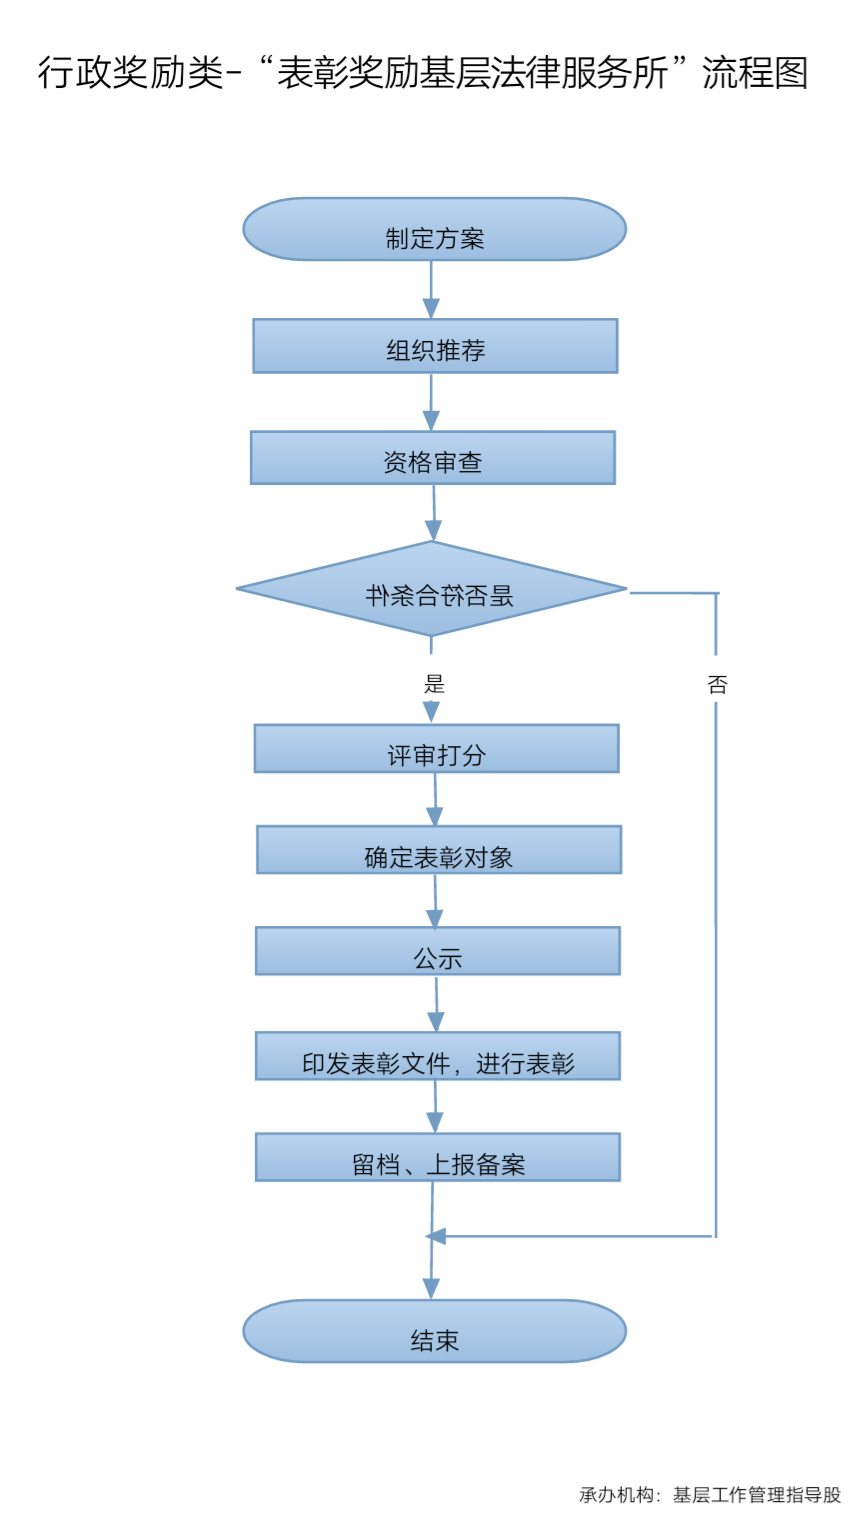 行政奖励类-“表彰奖励基层法律服务所”流程图
制定方案
组织推荐
资格审查
是否符合条件
是
否
评审打分
确定表彰对象
公示
印发表彰文件，进行表彰
留档、上报备案
结束
承办机构：基层工作管理指导股